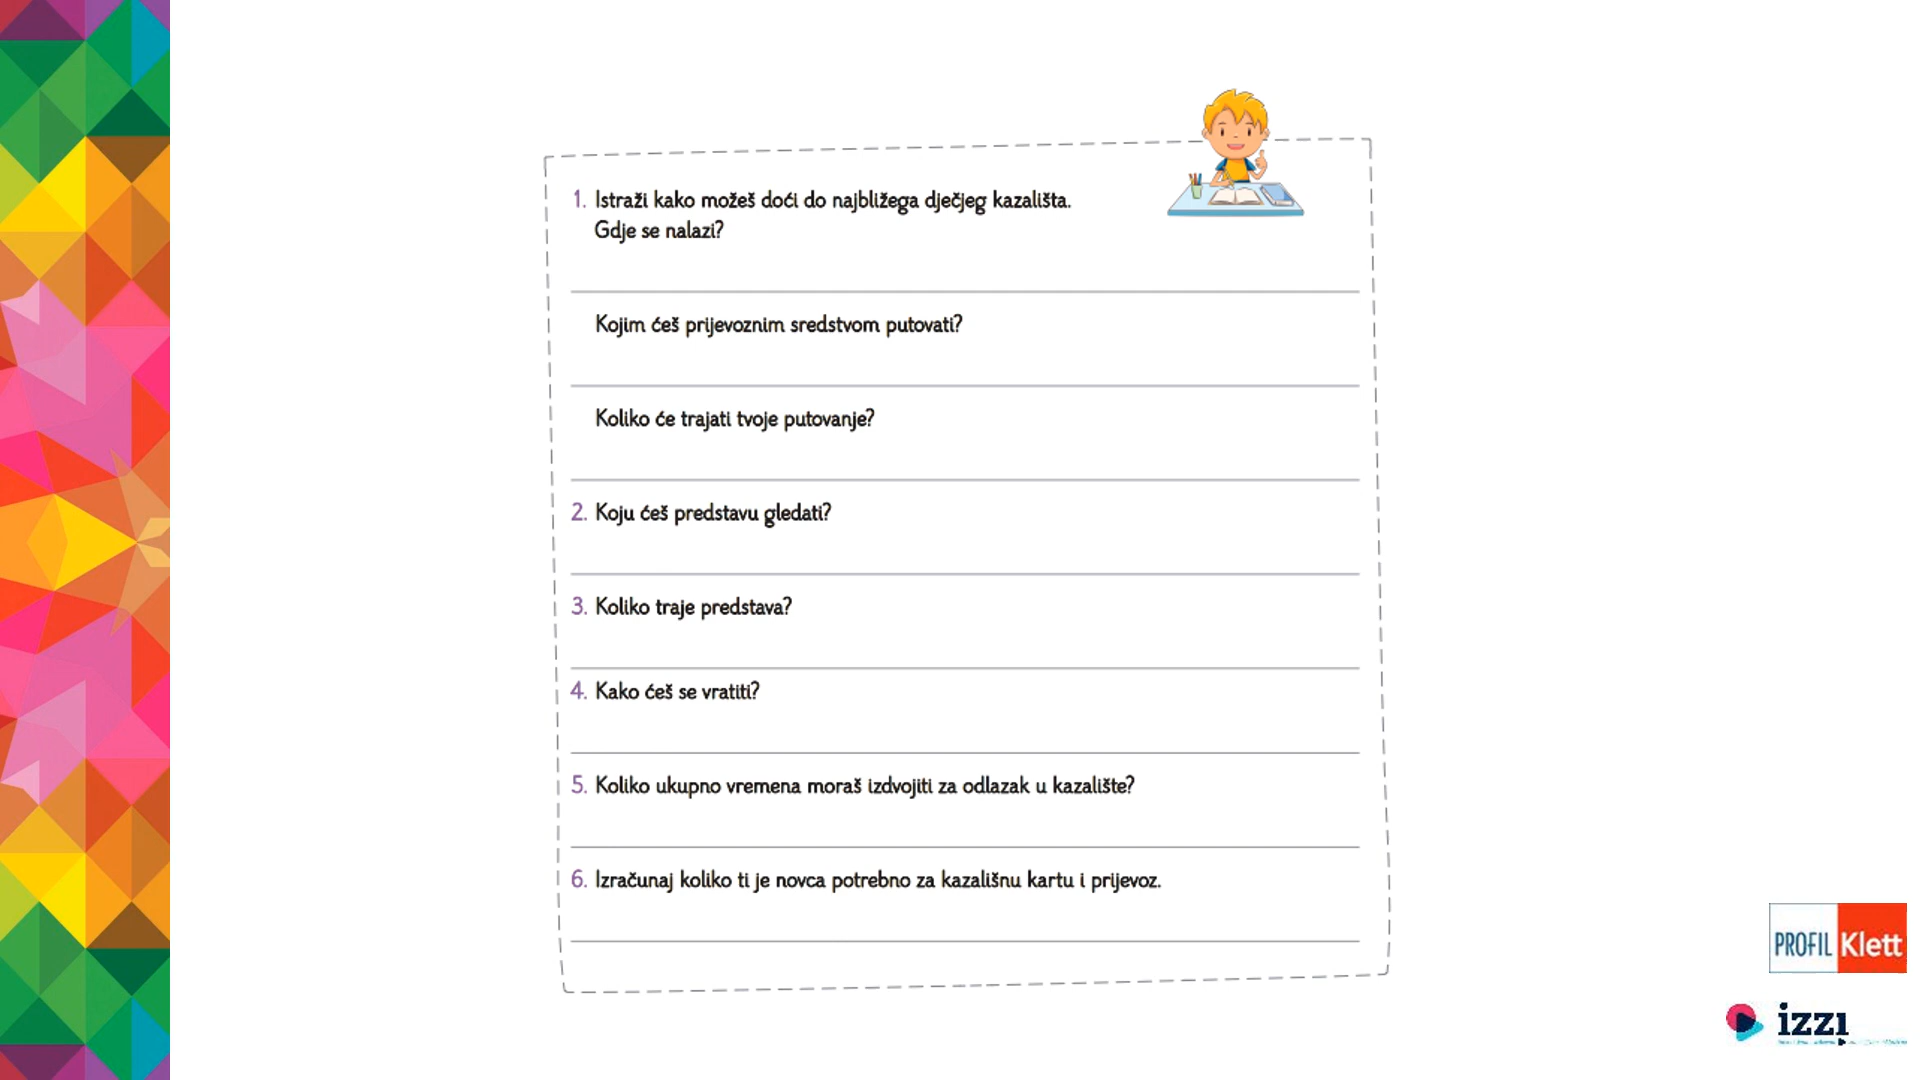 1. Istraži kako možeš doći do najbližega dječjeg kazališta.
Gdje se nalazi?
Kojim ćeš prijevoznim sredstvom putovati?
Koliko će trajati tvoje putovanje?
2. Koju ćeš predstavu gledati?
3. Koliko traje predstava?
4. Kako ćeš se vratiti?
5. Koliko ukupno vremena moraš izdvojiti za odlazak u kazalište?
6. Izračunaj koliko ti je novca potrebno za kazališnu kartu i prijevoz.
PROFIL Klett
izzi